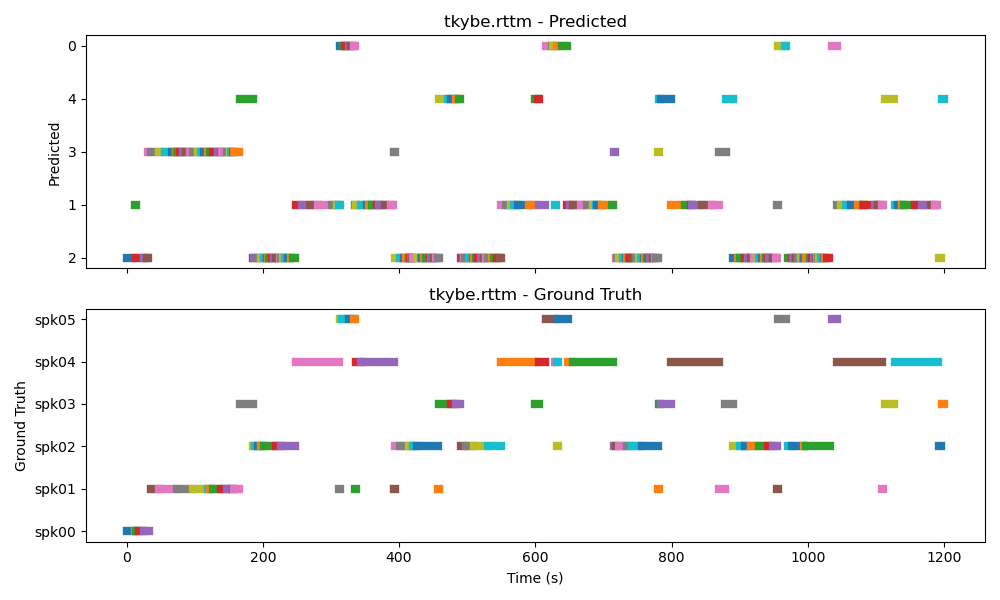 tkybe.rttm - Predicted
0
4
3
1
2
Predicted
tkybe.rttm - Ground Truth
spk05
spk04
spk03
spk02
spk01
spk00
Ground Truth
0 200 400 600 800 1000 1200
Time (s)